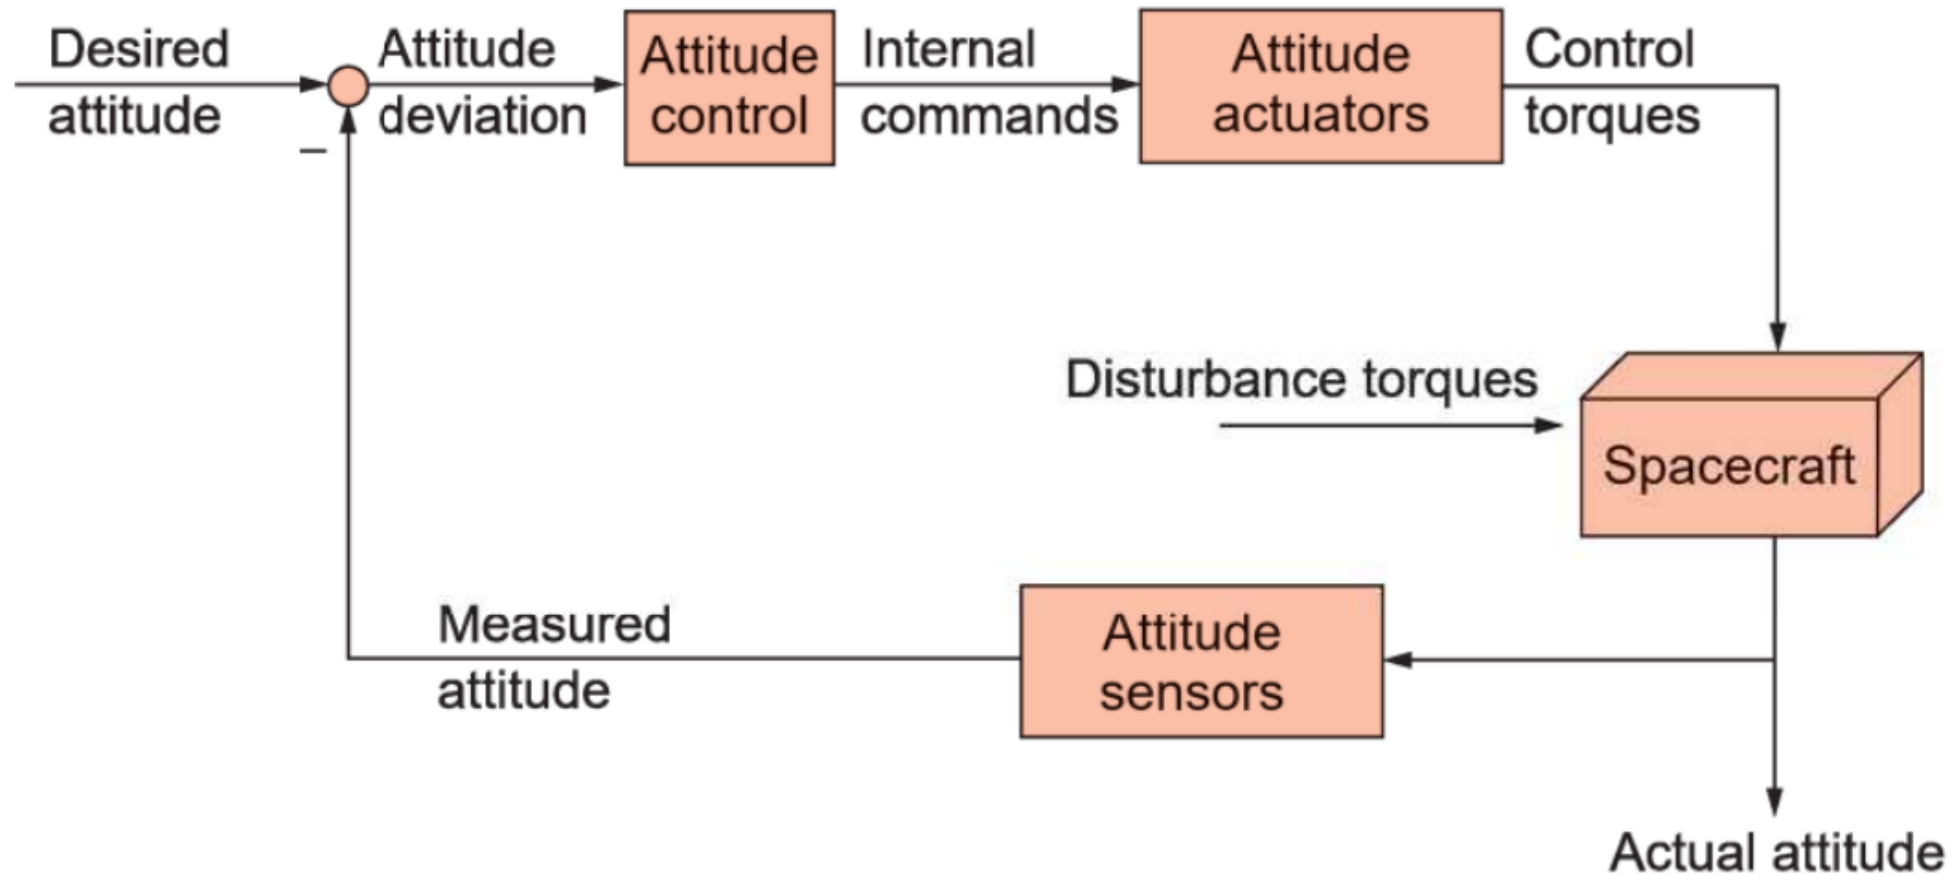 Desired
attitude
Attitude
deviation
Attitude
control
Internal
commands
Attitude
actuators
Control
torques
–
Disturbance torques
Spacecraft
Measured
attitude
Attitude
sensors
Actual attitude